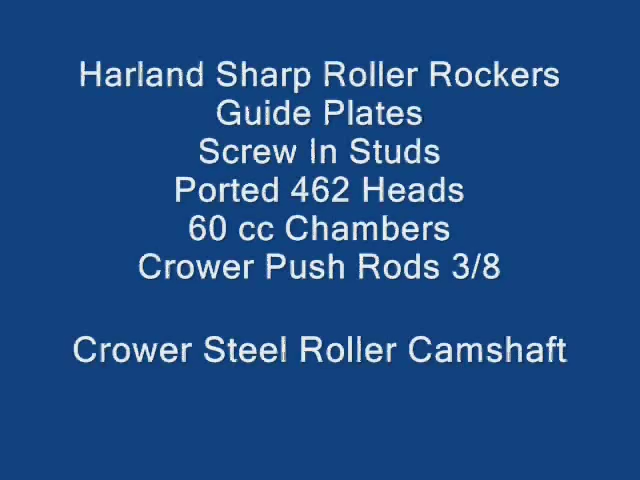 Harland Sharp Roller Rockers
Guide Plates
Screw In Studs
Ported 462 Heads
60 cc Chambers
Crower Push Rods 3/8
Crower Steel Roller Camshaft